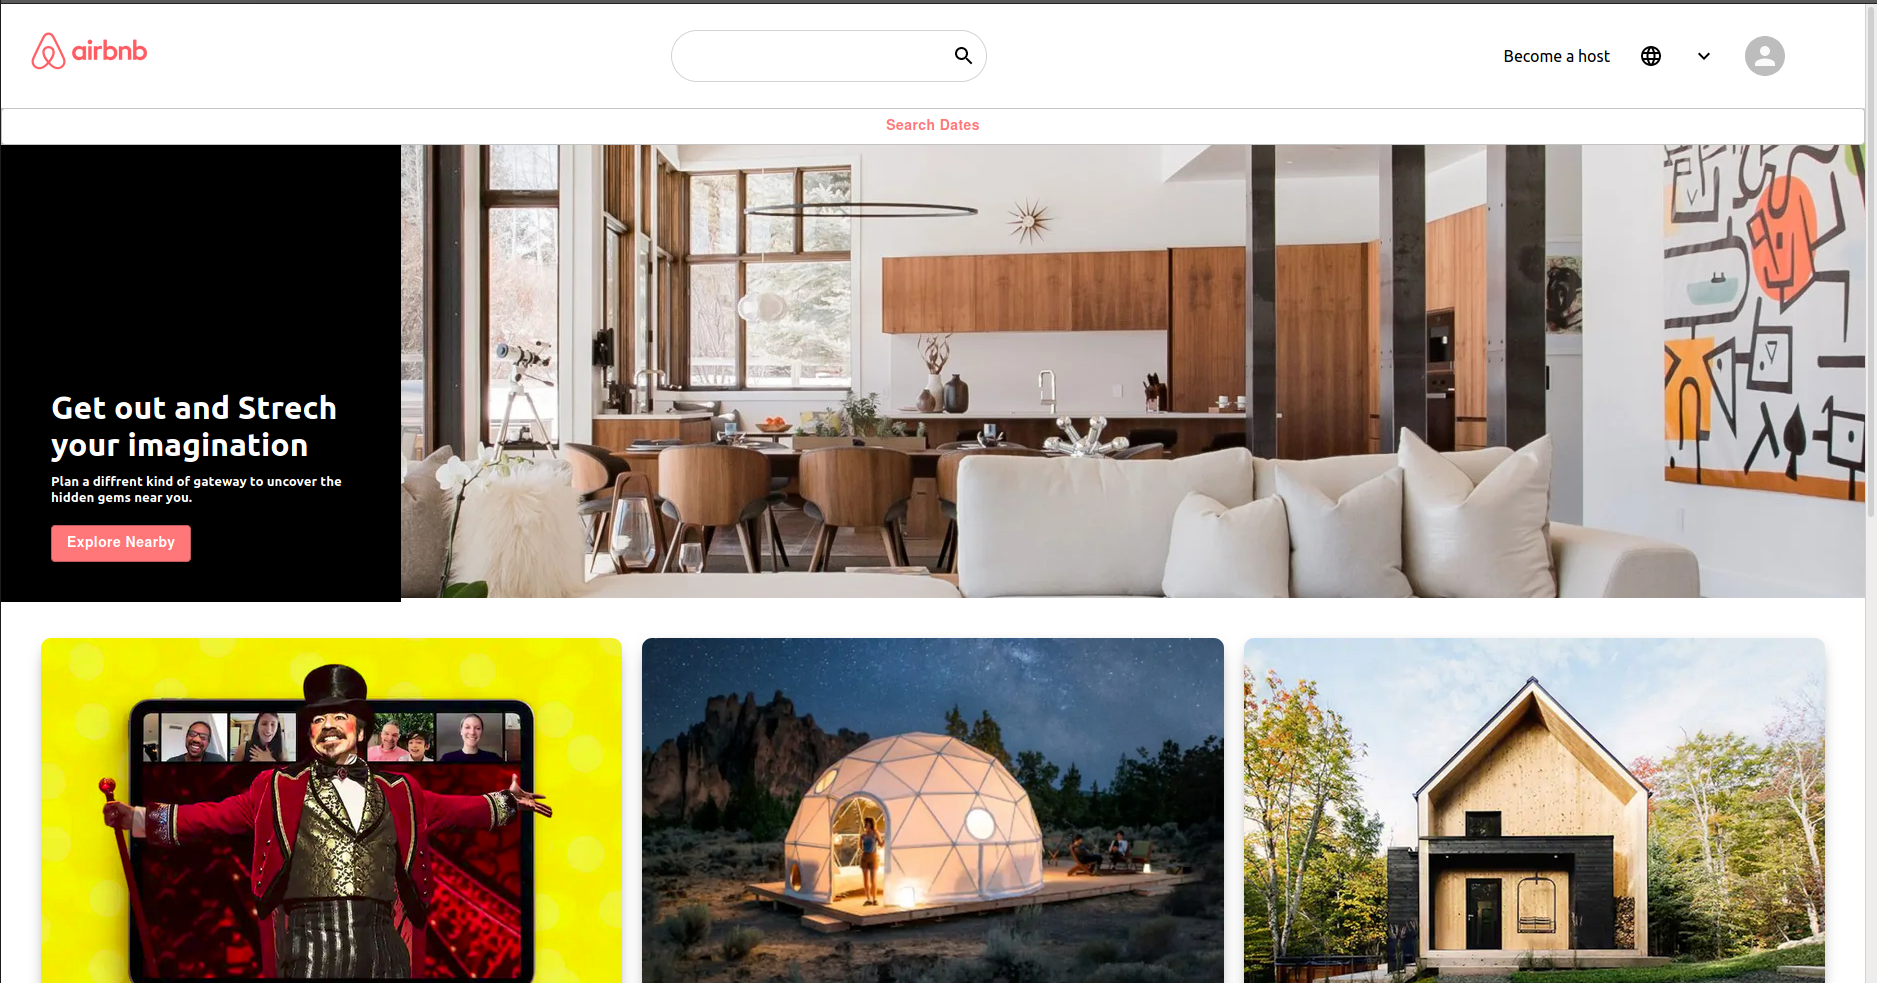 airbnb
Become a host
Search Dates
Get out and Strech
your imagination
Plan a diffrent kind of gateway to uncover the
hidden gems near you.
Explore Nearby